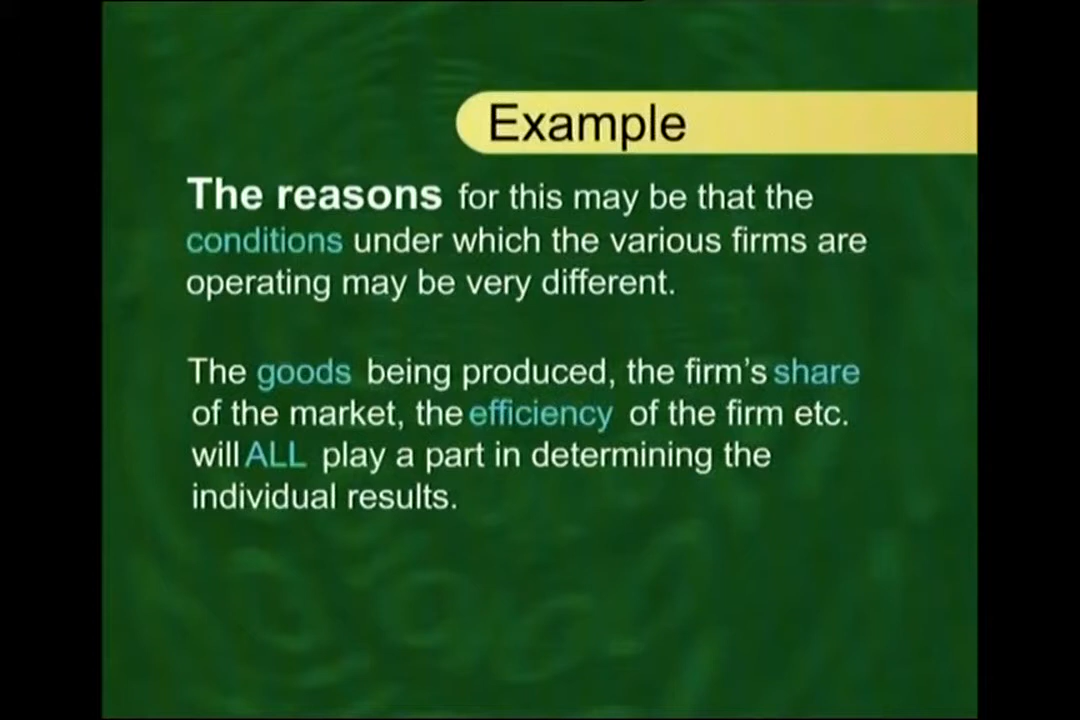 Example
The reasons for this may be that the
conditions under which the various firms are
operating may be very different.
The goods being produced, the firm's share
of the market, the efficiency of the firm etc.
will ALL play a part in determining the
individual results.